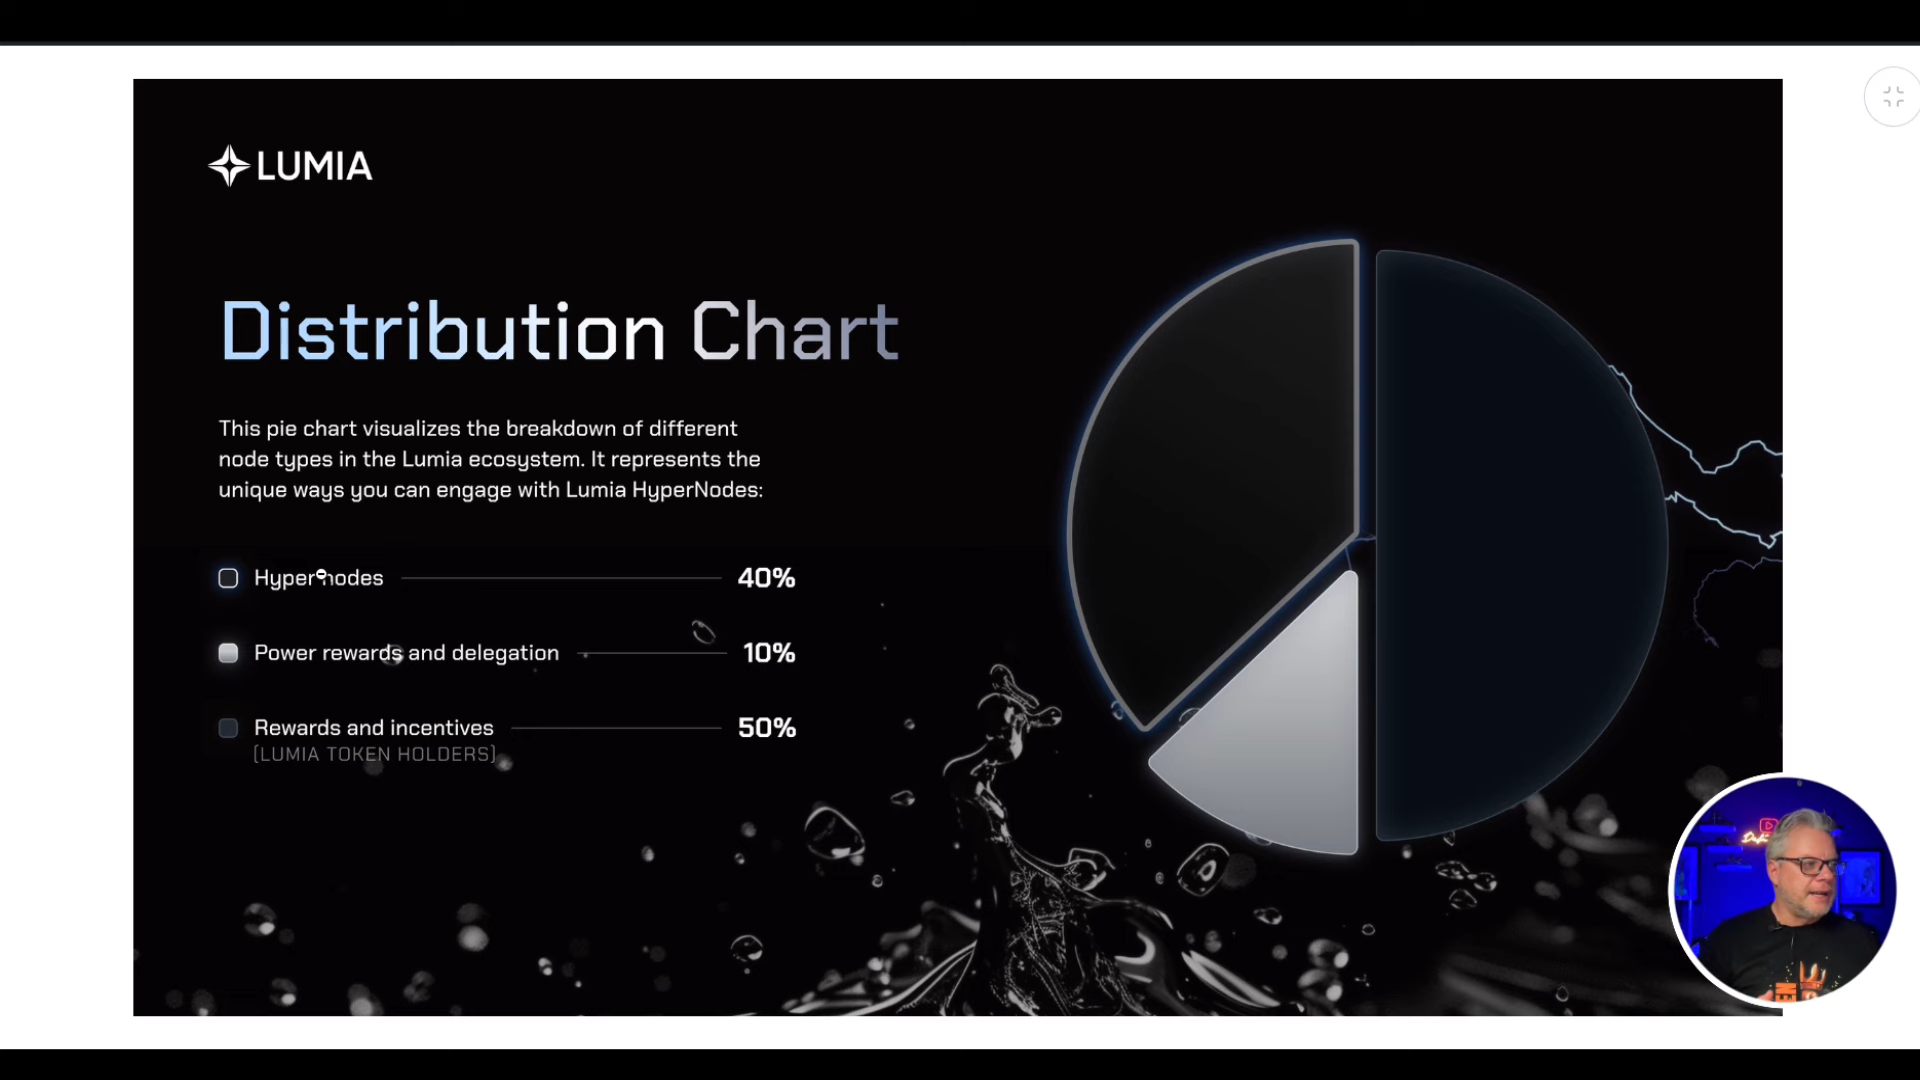 LUMIA
Distribution Chart
This pie chart visualizes the breakdown of different
node types in the Lumia ecosystem. It represents the
unique ways you can engage with Lumia HyperNodes:
Hypernodes 40%
Power rewards and delegation 10%
Rewards and incentives 50%
[LUMIA TOKEN HOLDERS]